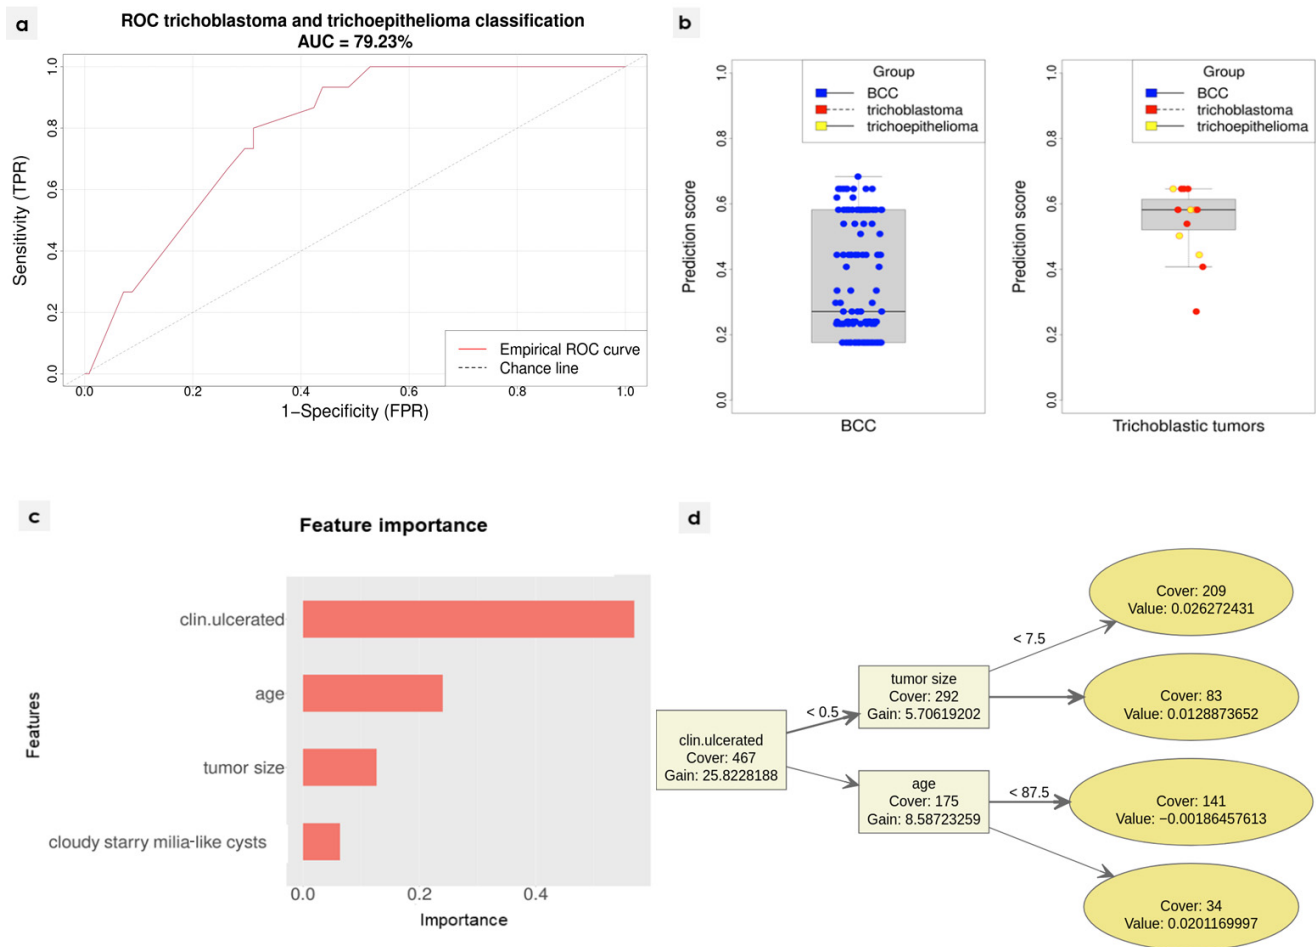 a
ROC trichoblastoma and trichoepithelioma classification
AUC = 79.23%
Sensitivity (TPR)
1.0
0.8
0.6
0.4
0.2
0.0
0.0
0.2
0.4
0.6
0.8
1.0
1−Specificity (FPR)
Empirical ROC curve
Chance line
b
Prediction score
1.0
0.8
0.6
0.4
0.2
0.0
Group
BCC
trichoblastoma
trichoepithelioma
BCC
Prediction score
1.0
0.8
0.6
0.4
0.2
0.0
Group
BCC
trichoblastoma
trichoepithelioma
Trichoblastic tumors
c
Feature importance
Features
clin.ulcerated
age
tumor size
cloudy starry milia-like cysts
0.0
0.2
0.4
Importance
d
clin.ulcerated
Cover: 467
Gain: 25.8228188
< 0.5
tumor size
Cover: 292
Gain: 5.70619202
age
Cover: 175
Gain: 8.58723259
< 7.5
< 87.5
Cover: 209
Value: 0.026272431
Cover: 83
Value: 0.0128873652
Cover: 141
Value: −0.00186457613
Cover: 34
Value: 0.0201169997